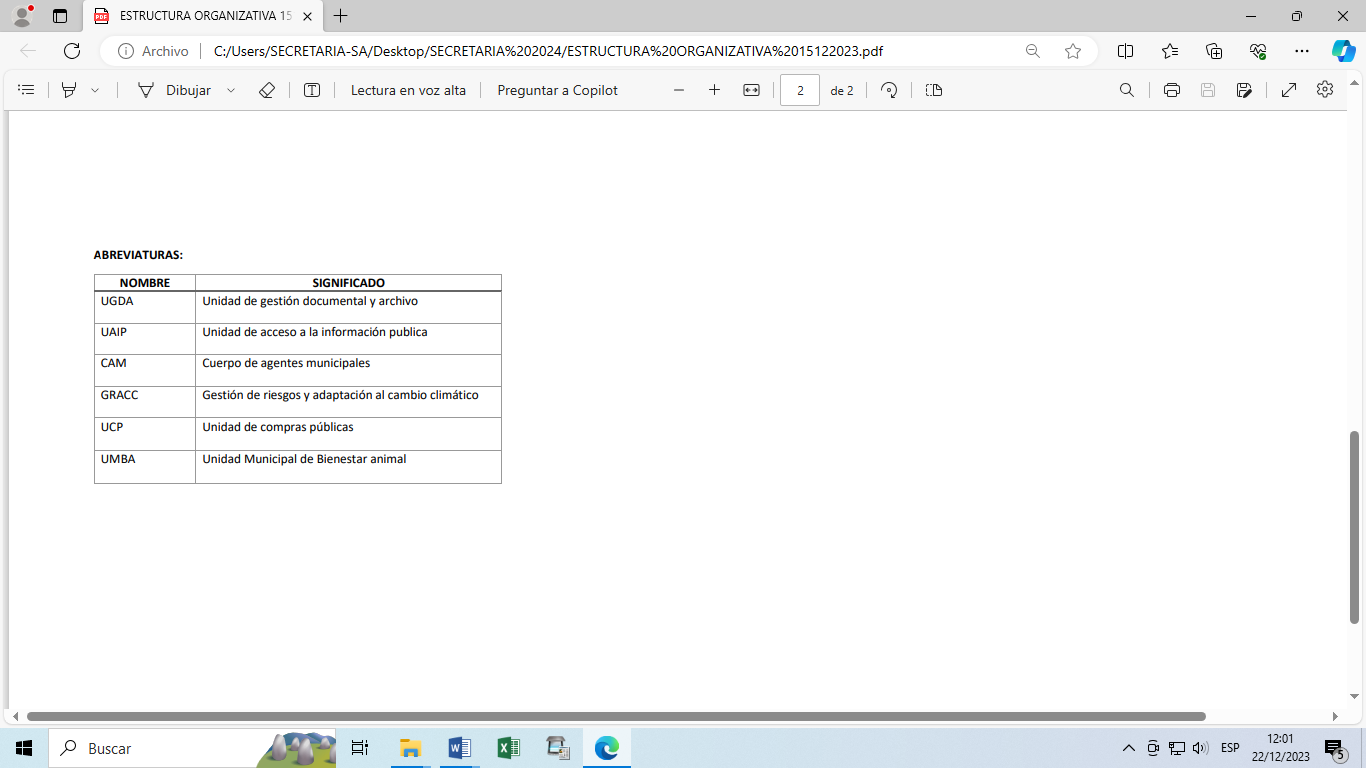 ESTRUCTURA ORGANIZATIVA 15
Archivo
C:/Users/SECRETARIA-SA/Desktop/SECRETARIA%202024/ESTRUCTURA%20ORGANIZATIVA%2015122023.pdf
Dibujar
Lectura en voz alta
Preguntar a Copilot
2 de 2
ABREVIATURAS:
NOMBRE SIGNIFICADO
UGDA Unidad de gestión documental y archivo
UAIP Unidad de acceso a la información publica
CAM Cuerpo de agentes municipales
GRACC Gestión de riesgos y adaptación al cambio climático
UCP Unidad de compras públicas
UMBA Unidad Municipal de Bienestar animal
Buscar
ESP
12:01
22/12/2023
5